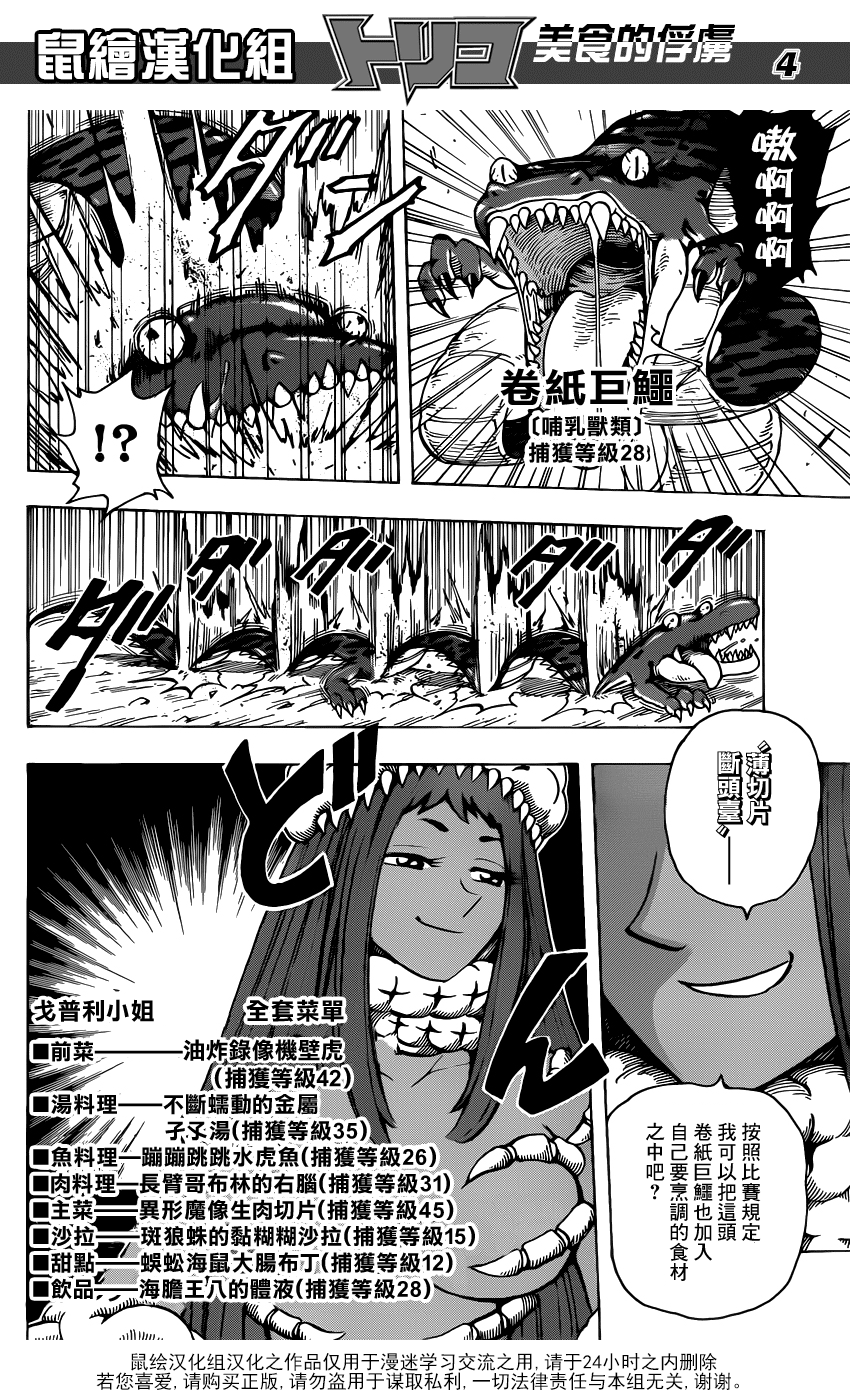 鼠繪漢化組
トリコ
美食的俘虜
4
嗷啊啊啊
卷紙巨鱷
〔哺乳獸類〕
捕獲等級28
ダァン
!?
ダダダダダ
〝薄切片
斷頭臺〞——
ドン
戈普利小姐 全套菜單
■前菜————油炸錄像機壁虎
(捕獲等級42)
■湯料理——不斷蠕動的金屬
孑孓湯(捕獲等級35)
■魚料理—蹦蹦跳跳水虎魚(捕獲等級26)
■肉料理—長臂哥布林的右腦(捕獲等級31)
■主菜——異形魔像生肉切片(捕獲等級45)
■沙拉——斑狼蛛的黏糊糊沙拉(捕獲等級15)
■甜點——蜈蚣海鼠大腸布丁(捕獲等級12)
■飲品——海膽王八的體液(捕獲等級28)
按照比賽規定
我可以把這頭
卷紙巨鱷也加入
自己要烹調的食材
之中吧？
鼠绘汉化组汉化之作品仅用于漫迷学习交流之用, 请于24小时之内删除
若您喜爱, 请购买正版, 请勿盗用于谋取私利, 一切法律责任与本组无关, 谢谢。